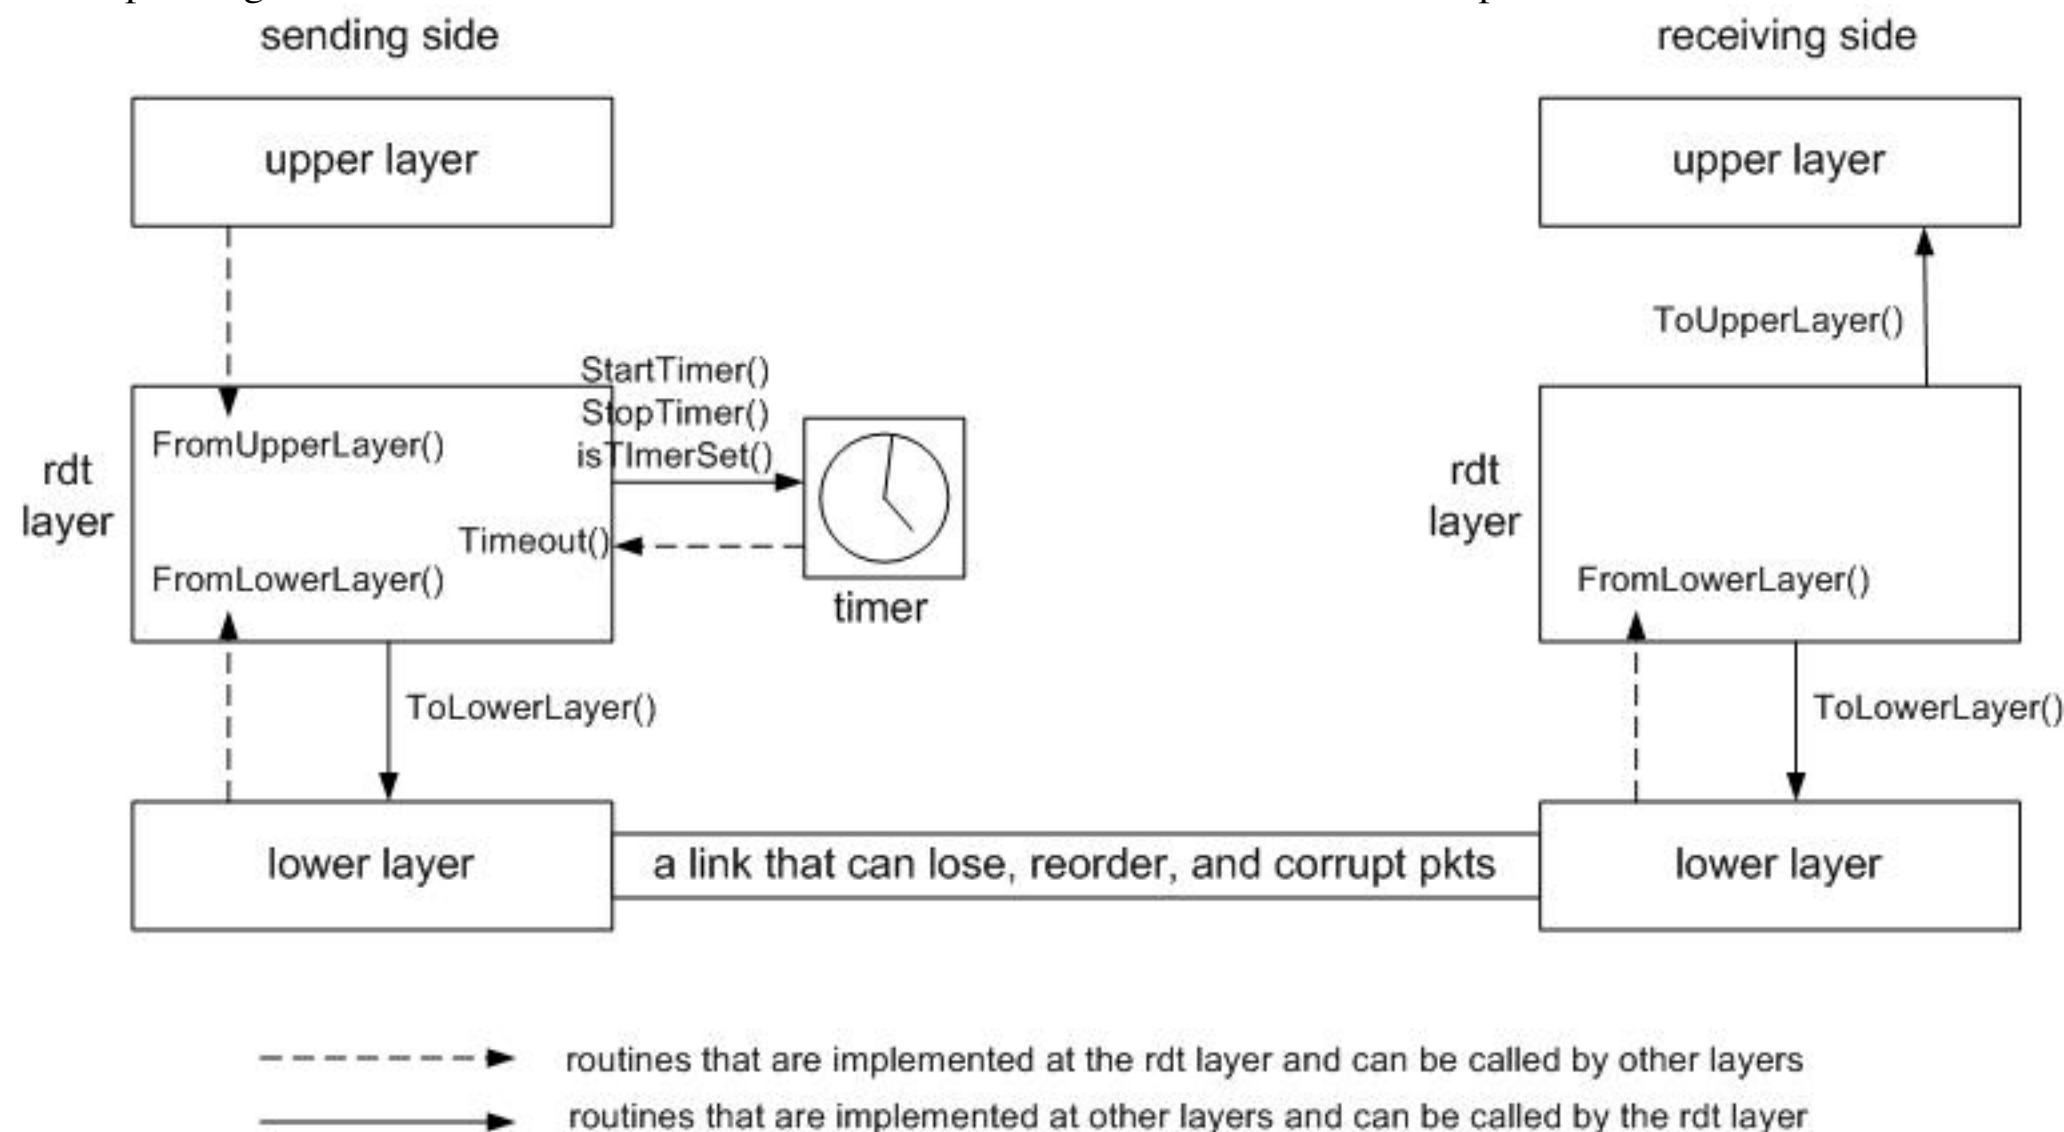 sending side
receiving side
upper layer
upper layer
ToUpperLayer()
StartTimer()
StopTimer()
isTImerSet()
FromUpperLayer()
rdt
layer
Timeout()
FromLowerLayer()
timer
rdt
layer
FromLowerLayer()
ToLowerLayer()
ToLowerLayer()
lower layer
a link that can lose, reorder, and corrupt pkts
lower layer
routines that are implemented at the rdt layer and can be called by other layers
routines that are implemented at other layers and can be called by the rdt layer